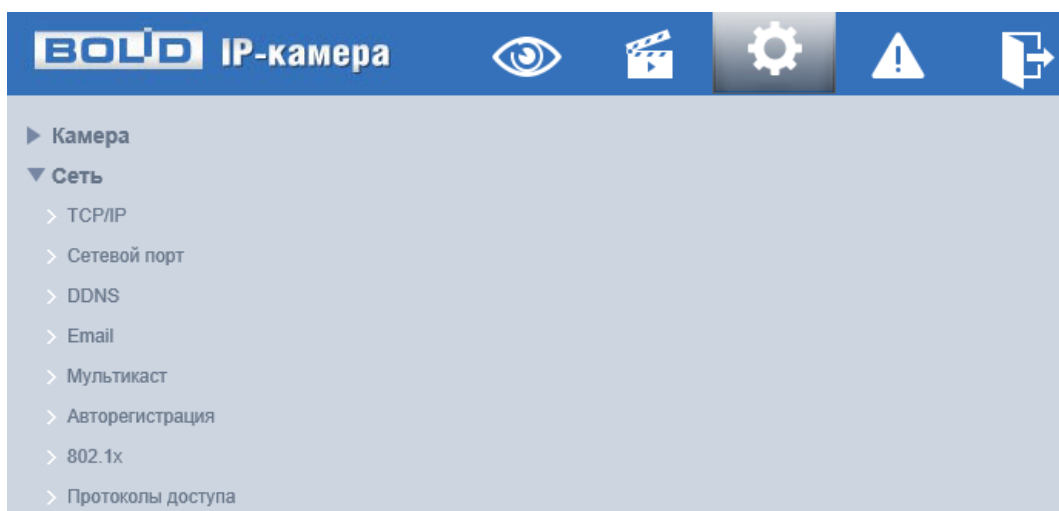 BOLID IP-камера
Камера
Сеть
TCP/IP
Сетевой порт
DDNS
Email
Мультикаст
Авторегистрация
802.1x
Протоколы доступа